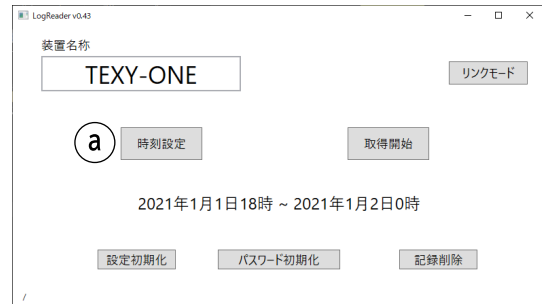 LogReader v0.43
装置名称
TEXY-ONE
リンクモード
ⓐ 時刻設定
取得開始
2021年1月1日18時 ~ 2021年1月2日0時
設定初期化 パスワード初期化 記録削除
/